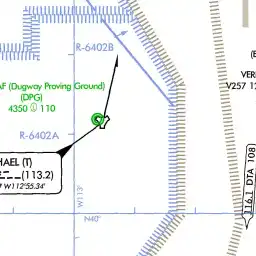 R-6402B
AF (Dugway Proving Ground)
(DPG)
4350 110
VER
V257 12
R-6402A
HAEL (T)
(113.2)
W112°55.34'
W113°
N40°
116.1 DTA 108